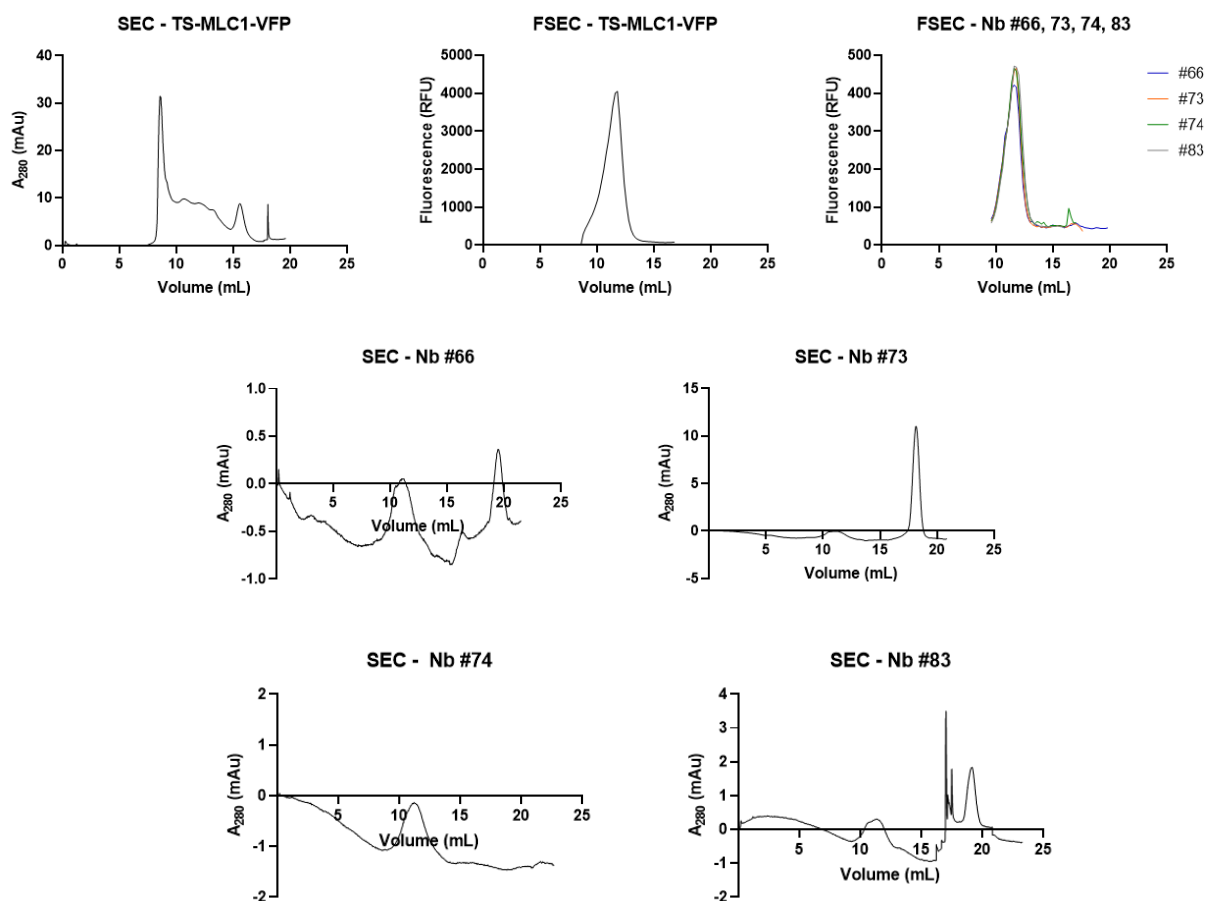 SEC - TS-MLC1-VFP
A280 (mAu)
40
30
20
10
0
0 5 10 15 20 25
Volume (mL)
FSEC - TS-MLC1-VFP
Fluorescence (RFU)
5000
4000
3000
2000
1000
0
0 5 10 15 20 25
Volume (mL)
FSEC - Nb #66, 73, 74, 83
Fluorescence (RFU)
500
400
300
200
100
0
0 5 10 15 20 25
Volume (mL)
#66
#73
#74
#83
SEC - Nb #66
A280 (mAu)
1.0
0.5
0.0
-0.5
-1.0
5 10 15 20 25
Volume (mL)
SEC - Nb #73
A280 (mAu)
15
10
5
0
-5
5 10 15 20 25
Volume (mL)
SEC - Nb #74
A280 (mAu)
2
1
0
-1
-2
5 10 15 20 25
Volume (mL)
SEC - Nb #83
A280 (mAu)
4
3
2
1
0
-1
-2
5 10 15 20 25
Volume (mL)